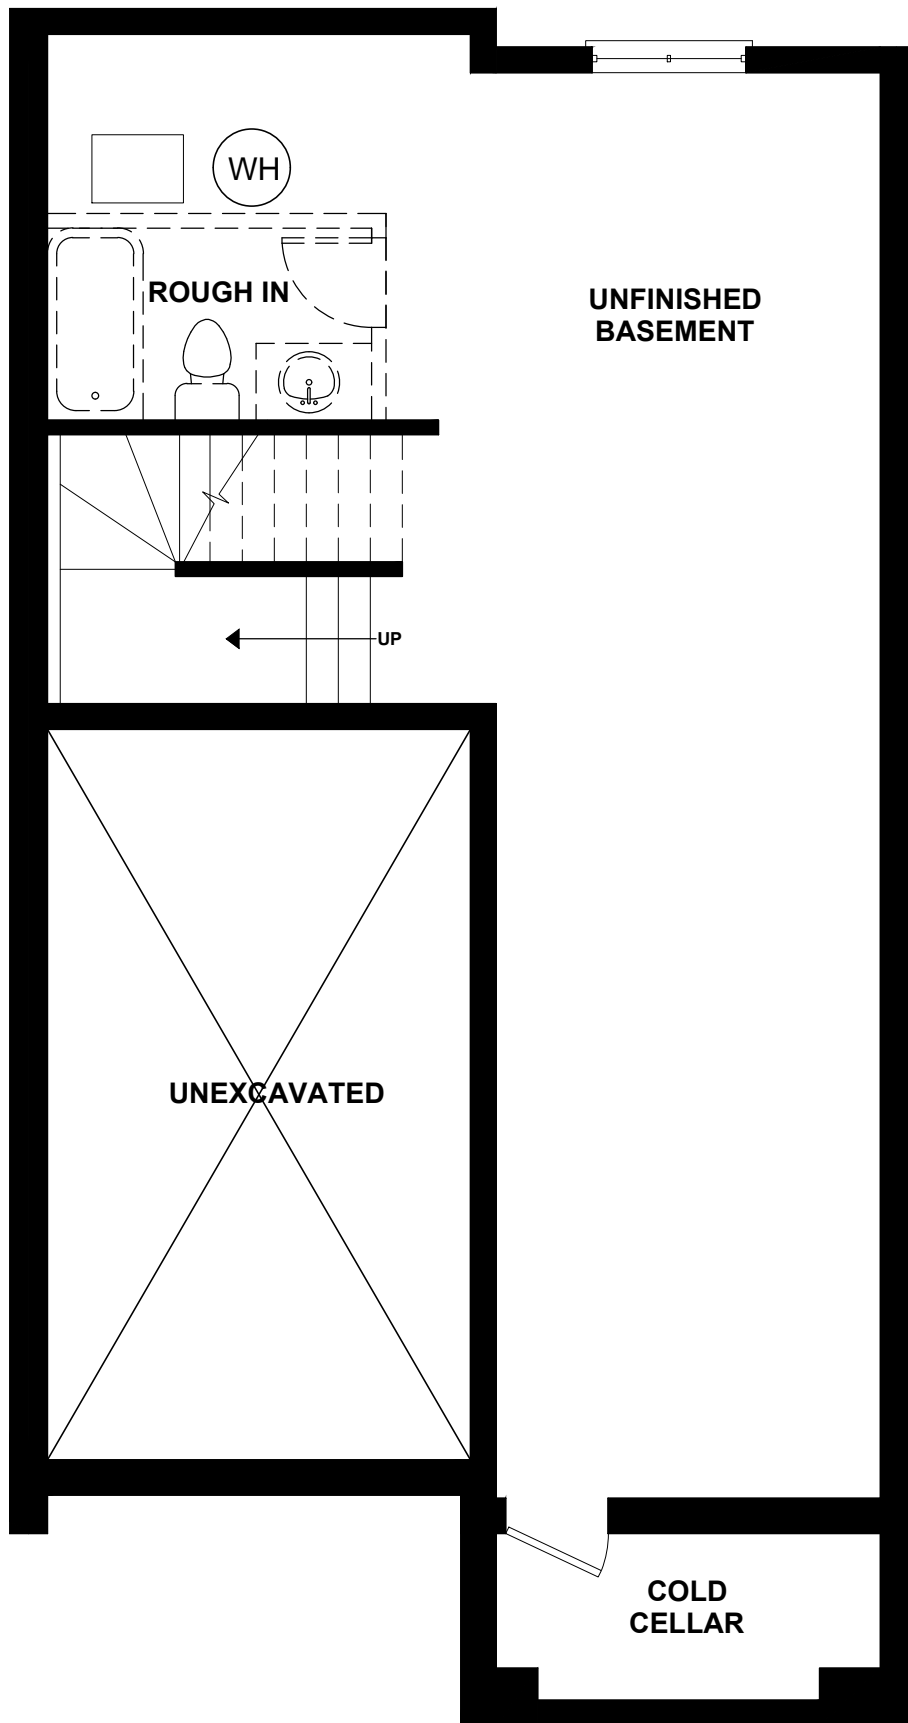 WH
ROUGH IN
UNFINISHED
BASEMENT
UP
UNEXCAVATED
COLD
CELLAR